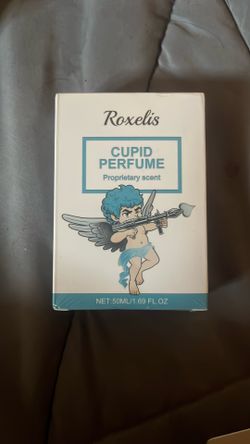 Roxelis
CUPID
PERFUME
Proprietary scent
NET:50ML/1.69 FL.OZ